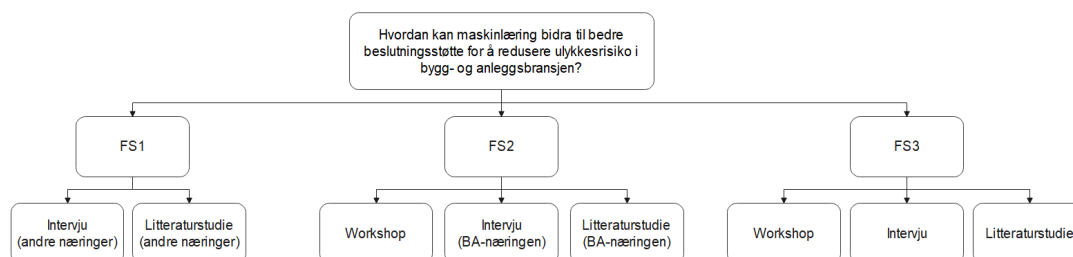 Hvordan kan maskinlæring bidra til bedre
beslutningsstøtte for å redusere ulykkesrisiko i
bygg- og anleggsbransjen?
FS1
FS2
FS3
Intervju
(andre næringer)
Litteraturstudie
(andre næringer)
Workshop
Intervju
(BA-næringen)
Litteraturstudie
(BA-næringen)
Workshop
Intervju
Litteraturstudie